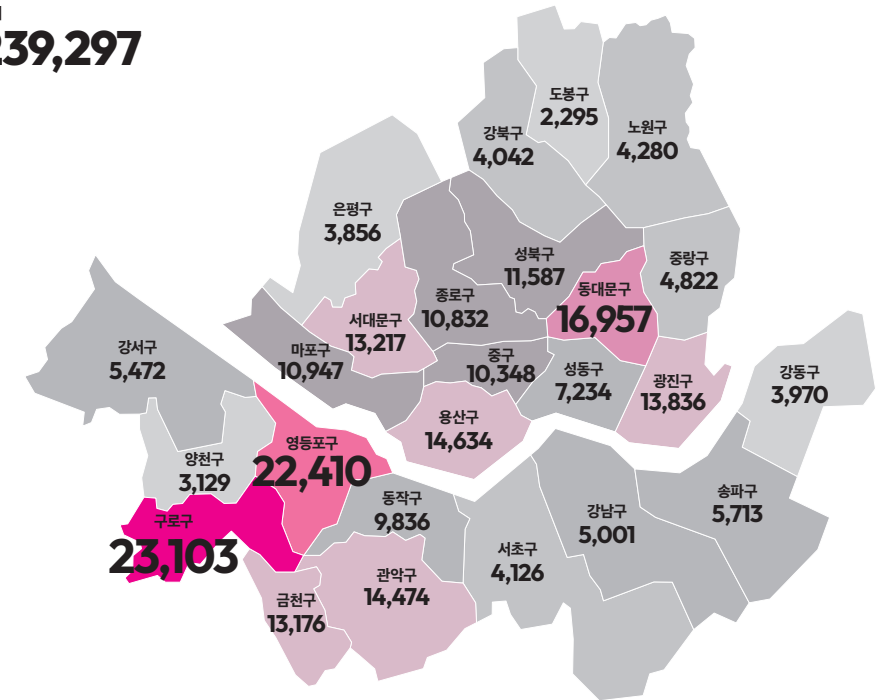 239,297
도봉구
2,295
강북구
4,042
노원구
4,280
은평구
3,856
성북구
11,587
중랑구
4,822
동대문구
16,957
종로구
10,832
서대문구
13,217
마포구
10,947
중구
10,348
성동구
7,234
광진구
13,836
강동구
3,970
강서구
5,472
용산구
14,634
영등포구
22,410
양천구
3,129
동작구
9,836
강남구
5,001
송파구
5,713
구로구
23,103
서초구
4,126
관악구
14,474
금천구
13,176